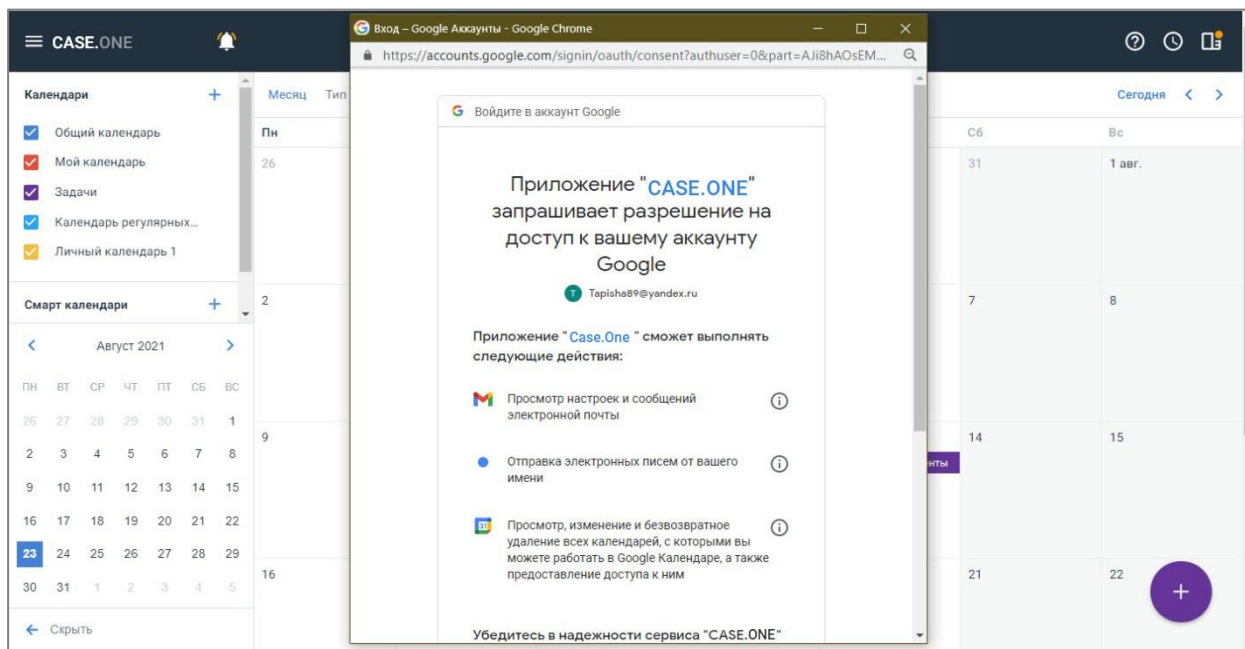 CASE.ONE
Календари +
Общий календарь
Мой календарь
Задачи
Календарь регулярных...
Личный календарь 1
Смарт календари +
Август 2021
ПН ВТ СР ЧТ ПТ СБ ВС
26 27 28 29 30 31 1
2 3 4 5 6 7 8
9 10 11 12 13 14 15
16 17 18 19 20 21 22
23 24 25 26 27 28 29
30 31 1 2 3 4 5
Скрыть
Месяц Тип
Сегодня
Пн Сб Вс
26 31 1 авг.
2 7 8
9 14 15
нты
16 21 22
+
Вход – Google Аккаунты - Google Chrome
https://accounts.google.com/signin/oauth/consent?authuser=0&part=AJi8hAOsEM...
Войдите в аккаунт Google
Приложение "CASE.ONE"
запрашивает разрешение на
доступ к вашему аккаунту
Google
T Tapisha89@yandex.ru
Приложение "Case.One " сможет выполнять
следующие действия:
Просмотр настроек и сообщений
электронной почты
Отправка электронных писем от вашего
имени
31 Просмотр, изменение и безвозвратное
удаление всех календарей, с которыми вы
можете работать в Google Календаре, а также
предоставление доступа к ним
Убедитесь в надежности сервиса "CASE.ONE"